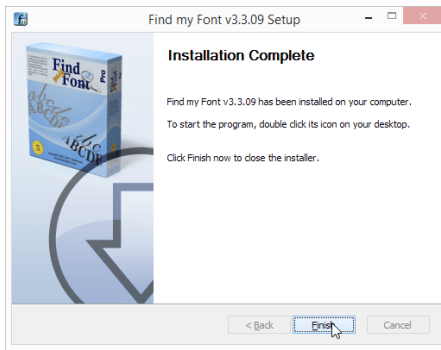 Find my Font v3.3.09 Setup
Installation Complete
Find
Font
Pro
Find my Font v3.3.09 has been installed on your computer.
To start the program, double click its icon on your desktop.
abc
ABCDE
abc
ABCDE
Click Finish now to close the installer.
< Back
Finish
Cancel